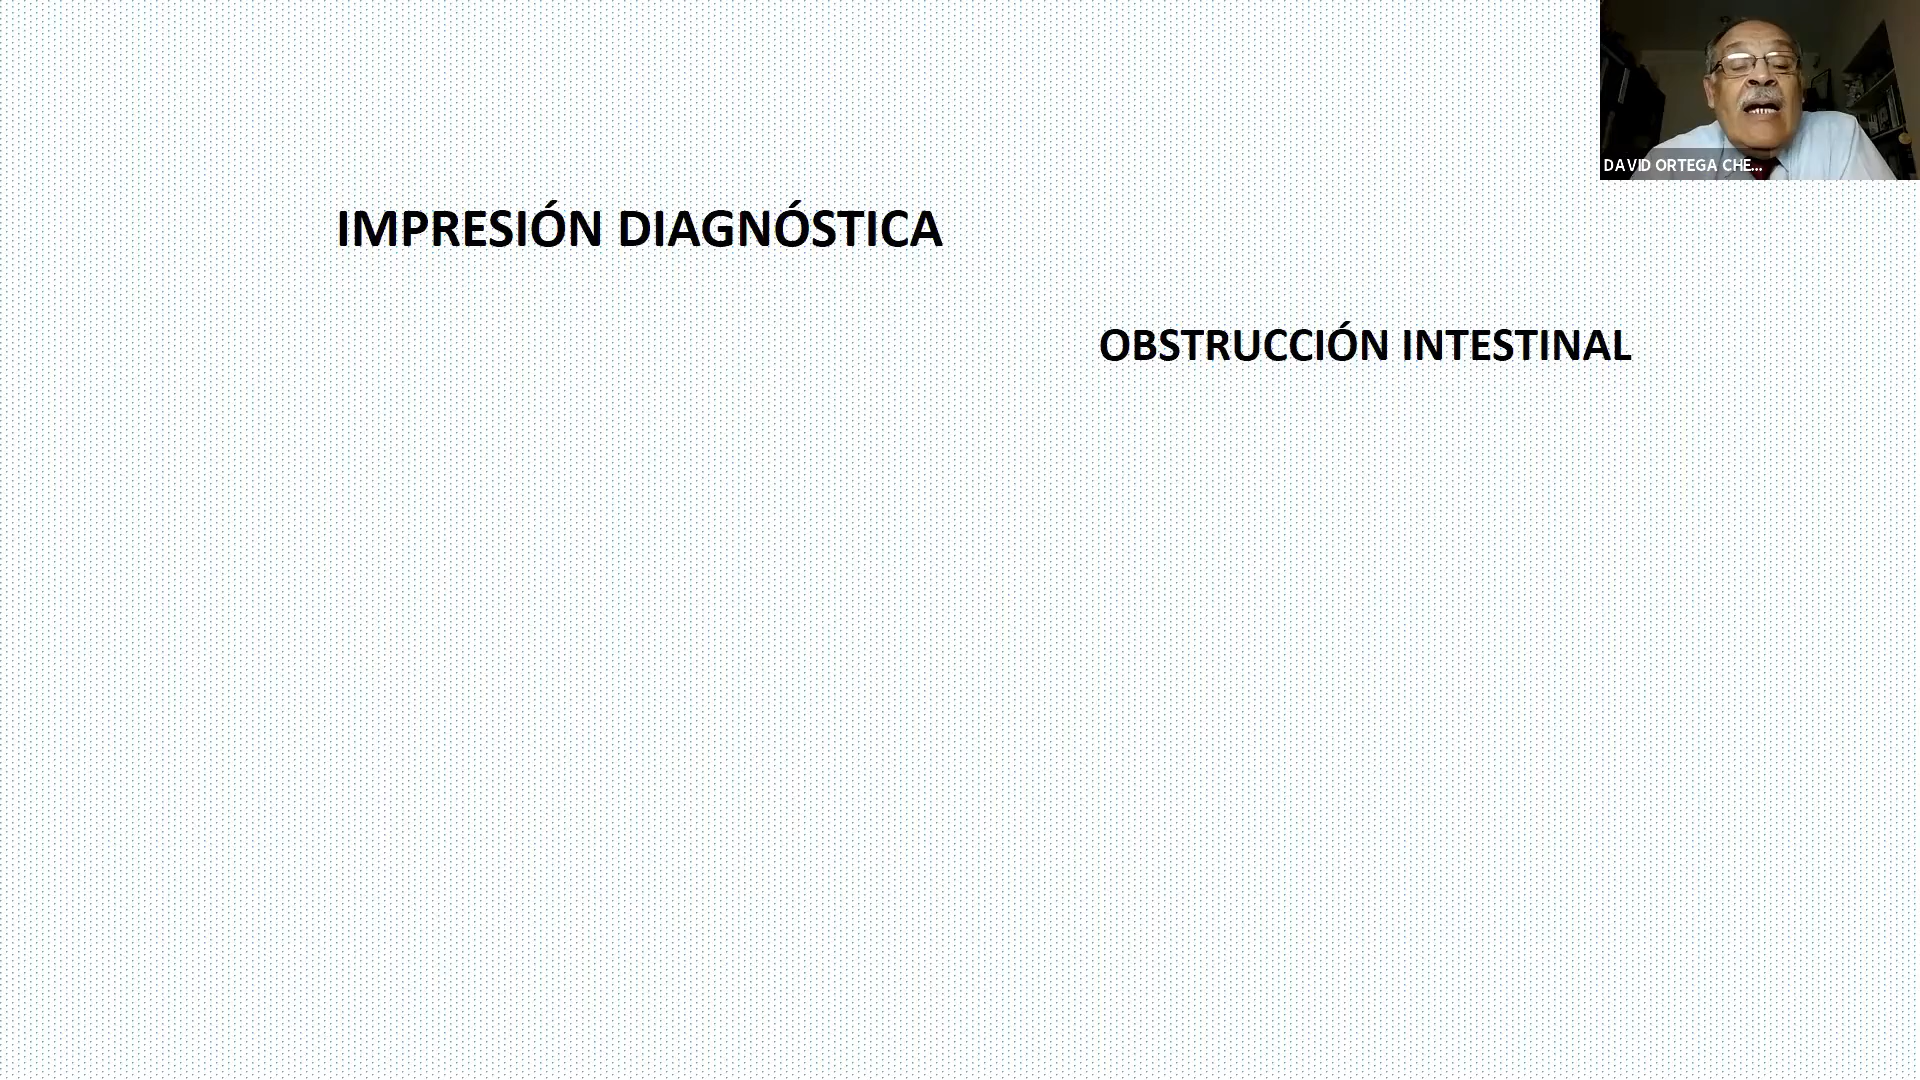 DAVID ORTEGA CHE...
IMPRESIÓN DIAGNÓSTICA
OBSTRUCCIÓN INTESTINAL